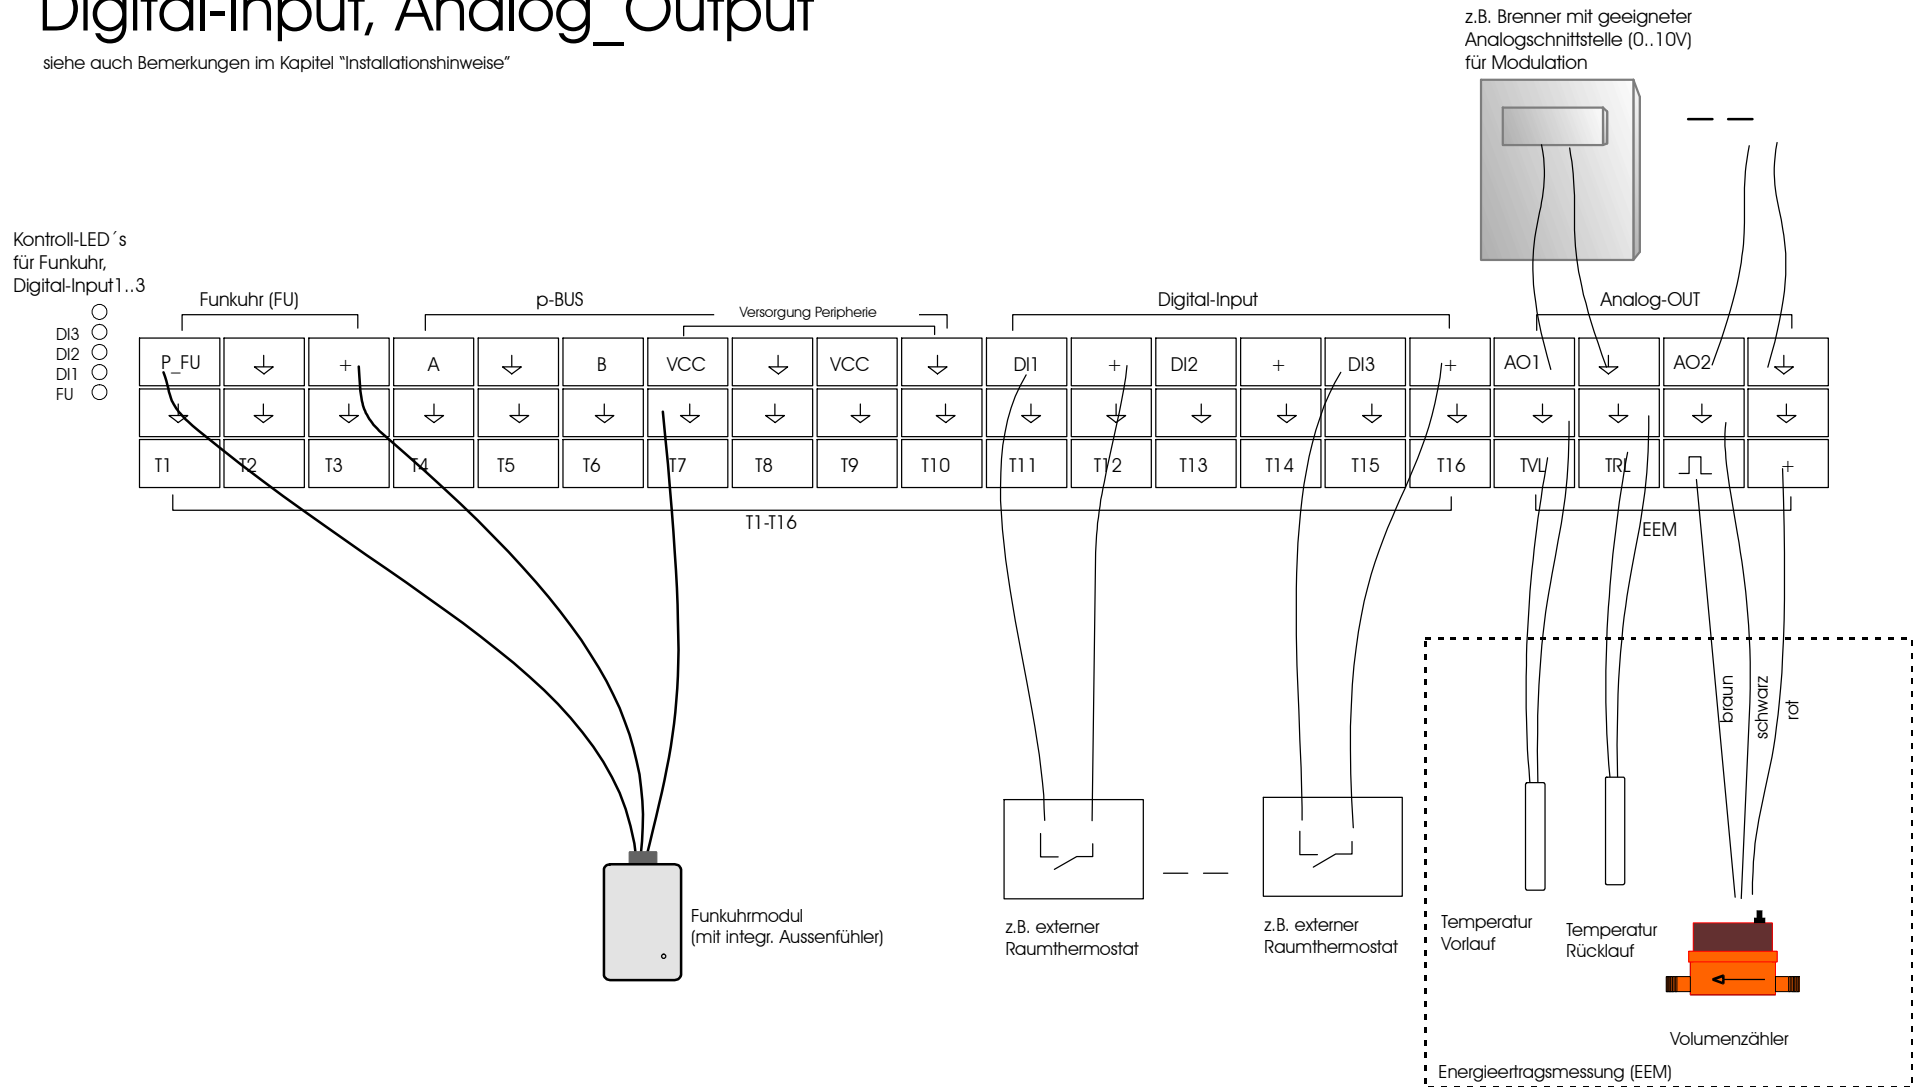 Digital-Input, Analog_Output
siehe auch Bemerkungen im Kapitel "Installationshinweise"
z.B. Brenner mit geeigneter
Analogschnittstelle (0..10V)
für Modulation
Kontroll-LED´s
für Funkuhr,
Digital-Input1..3
DI3
DI2
DI1
FU
Funkuhr (FU)
p-BUS
Versorgung Peripherie
Digital-Input
Analog-OUT
P_FU + A B VCC VCC DI1 + DI2 + DI3 + AO1 AO2
T1 T2 T3 T4 T5 T6 T7 T8 T9 T10 T11 T12 T13 T14 T15 T16 TVL TRL +
T1-T16
EEM
braun
schwarz
rot
Funkuhrmodul
(mit integr. Aussenfühler)
z.B. externer
Raumthermostat
z.B. externer
Raumthermostat
Temperatur
Vorlauf
Temperatur
Rücklauf
Volumenzähler
Energieertragsmessung (EEM)